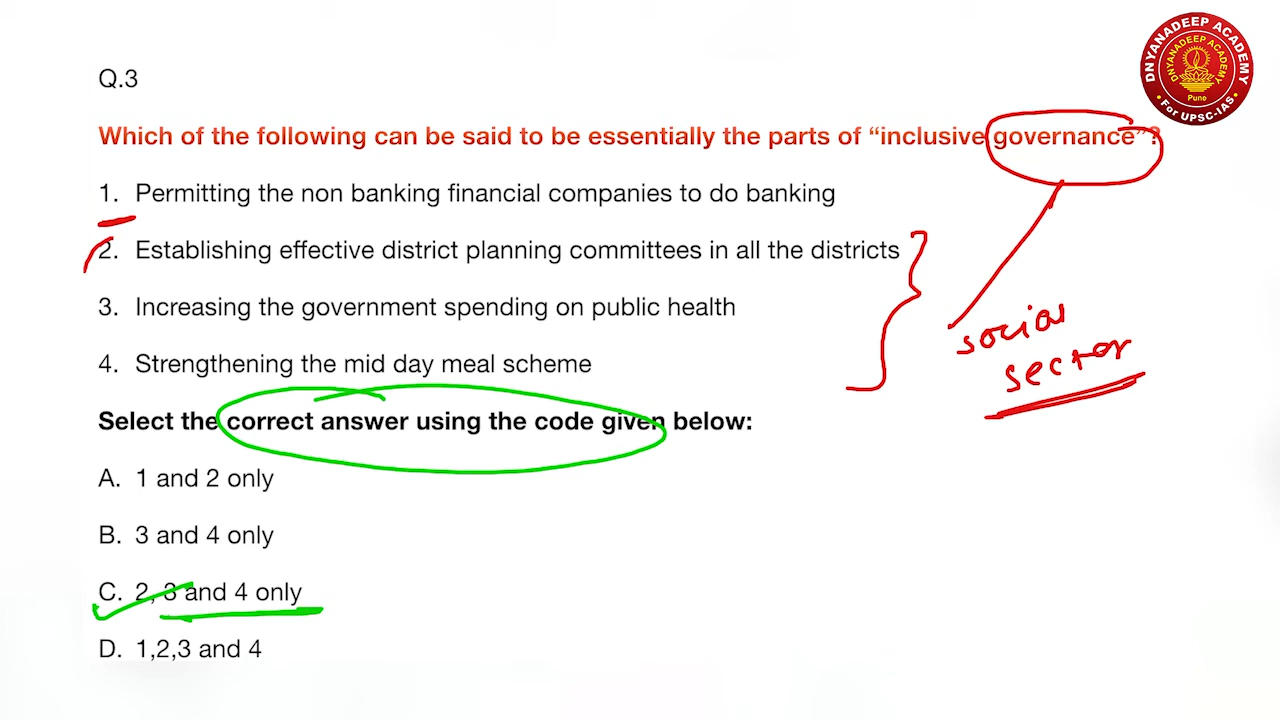 DNYANADEEP ACADEMY
DNYANADEEP ACADEMY
Pune
• For UPSC-IAS •
Q.3
Which of the following can be said to be essentially the parts of “inclusive governance”?
1. Permitting the non banking financial companies to do banking
2. Establishing effective district planning committees in all the districts
3. Increasing the government spending on public health
4. Strengthening the mid day meal scheme
social
sector
Select the correct answer using the code given below:
A. 1 and 2 only
B. 3 and 4 only
C. 2, 3 and 4 only
D. 1,2,3 and 4